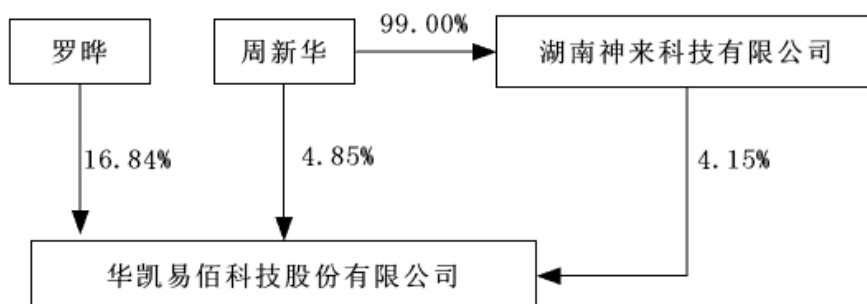 99.00%
罗晔
周新华
湖南神来科技有限公司
16.84%
4.85%
4.15%
华凯易佰科技股份有限公司